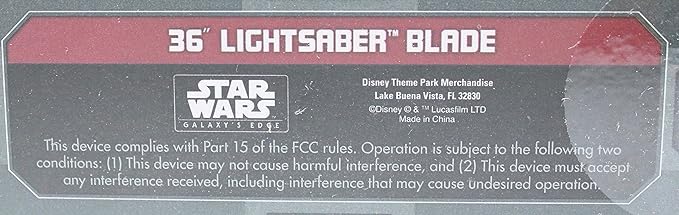 36" LIGHTSABER™ BLADE
STAR
WARS
GALAXY'S EDGE
Disney Theme Park Merchandise
Lake Buena Vista, FL 32830
©Disney © & ™ Lucasfilm LTD
Made in China
This device complies with Part 15 of the FCC rules. Operation is subject to the following two
conditions: (1) This device may not cause harmful interference, and (2) This device must accept
any interference received, including interference that may cause undesired operation.